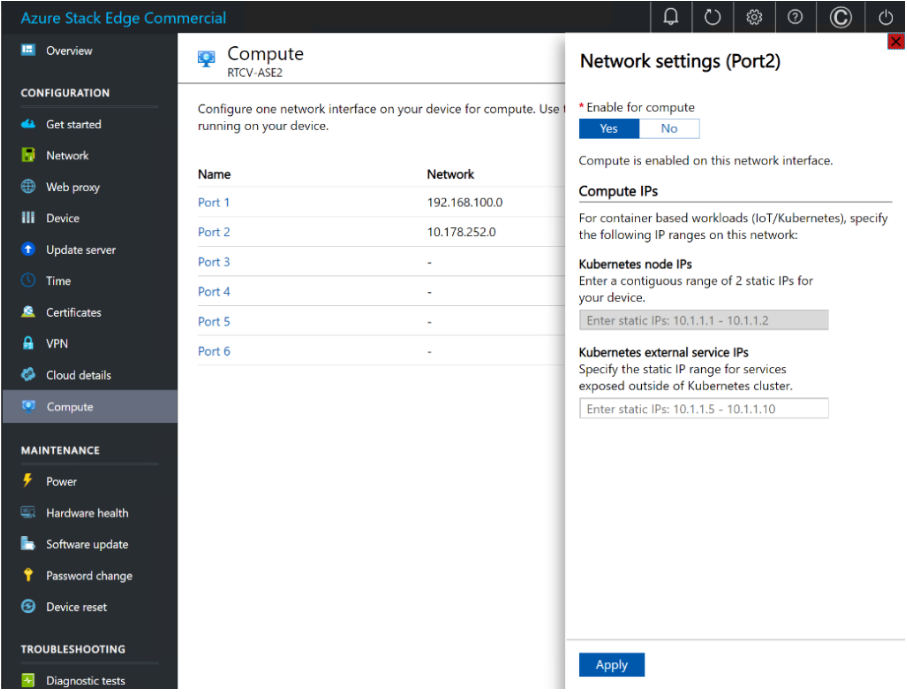 Azure Stack Edge Commercial
Overview
CONFIGURATION
Get started
Network
Web proxy
Device
Update server
Time
Certificates
VPN
Cloud details
Compute
MAINTENANCE
Power
Hardware health
Software update
Password change
Device reset
TROUBLESHOOTING
Diagnostic tests
Compute
RTCV-ASE2
Configure one network interface on your device for compute. Use
running on your device.
Name Network
Port 1 192.168.100.0
Port 2 10.178.252.0
Port 3 -
Port 4 -
Port 5 -
Port 6 -
Network settings (Port2)
* Enable for compute
Yes No
Compute is enabled on this network interface.
Compute IPs
For container based workloads (IoT/Kubernetes), specify
the following IP ranges on this network:
Kubernetes node IPs
Enter a contiguous range of 2 static IPs for
your device.
Enter static IPs: 10.1.1.1 - 10.1.1.2
Kubernetes external service IPs
Specify the static IP range for services
exposed outside of Kubernetes cluster.
Enter static IPs: 10.1.1.5 - 10.1.1.10
Apply